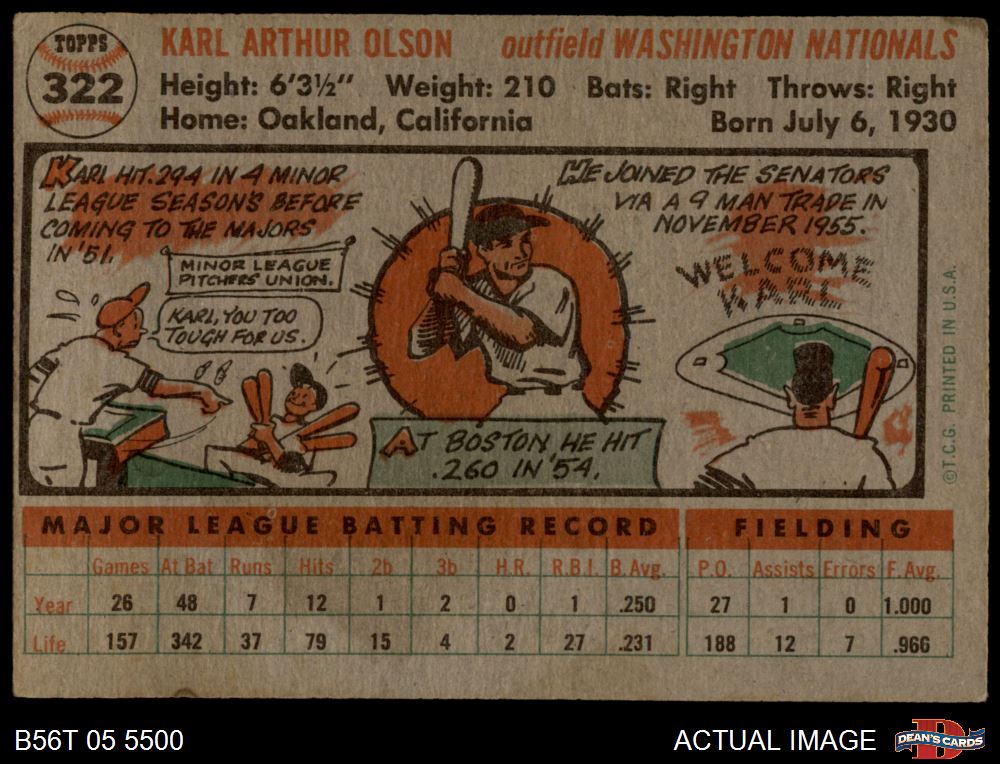 TOPPS
322
KARL ARTHUR OLSON outfield WASHINGTON NATIONALS
Height: 6'3½" Weight: 210 Bats: Right Throws: Right
Home: Oakland, California Born July 6, 1930
KARL HIT .294 IN 4 MINOR
LEAGUE SEASON'S BEFORE
COMING TO THE MAJORS
IN '51.
MINOR LEAGUE
PITCHERS' UNION.
KARL, YOU TOO
TOUGH FOR US.
AT BOSTON, HE HIT
.260 IN '54.
HE JOINED THE SENATORS
VIA A 9 MAN TRADE IN
NOVEMBER 1955.
WELCOME
KARL
©T.C.G. PRINTED IN U.S.A.
MAJOR LEAGUE BATTING RECORD FIELDING
Games At Bat Runs Hits 2b 3b H.R. R.B.I. B.Avg. P.O. Assists Errors F.Avg.
Year 26 48 7 12 1 2 0 1 .250 27 1 0 1.000
Life 157 342 37 79 15 4 2 27 .231 188 12 7 .966
B56T 05 5500 ACTUAL IMAGE
D
DEAN'S CARDS